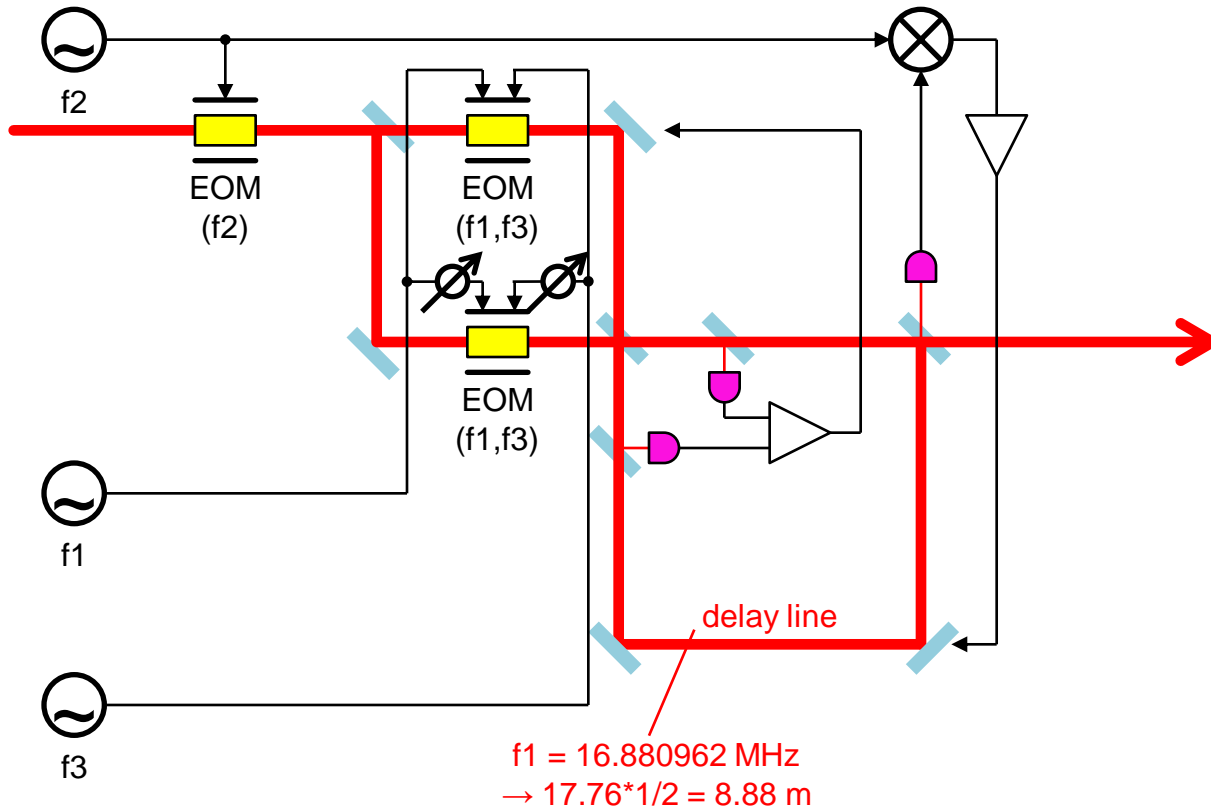 f2
EOM
(f2)
EOM
(f1,f3)
EOM
(f1,f3)
f1
delay line
f3
f1 = 16.880962 MHz
→ 17.76*1/2 = 8.88 m